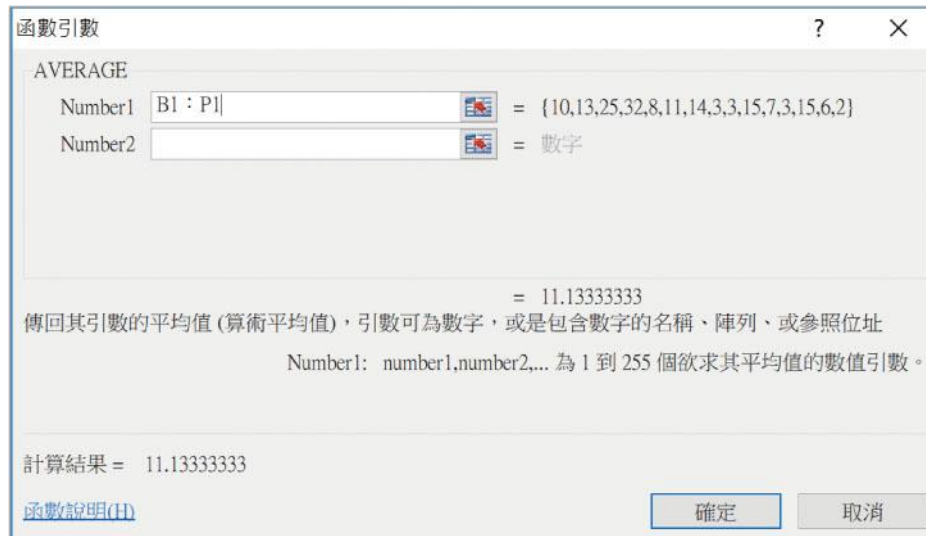 函數引數 ? ×
AVERAGE
Number1 B1：P1 = {10,13,25,32,8,11,14,3,3,15,7,3,15,6,2}
Number2 = 數字
= 11.13333333
傳回其引數的平均值 (算術平均值)，引數可為數字，或是包含數字的名稱、陣列、或參照位址
Number1: number1,number2,... 為 1 到 255 個欲求其平均值的數值引數。
計算結果 = 11.13333333
函數說明(H) 確定 取消